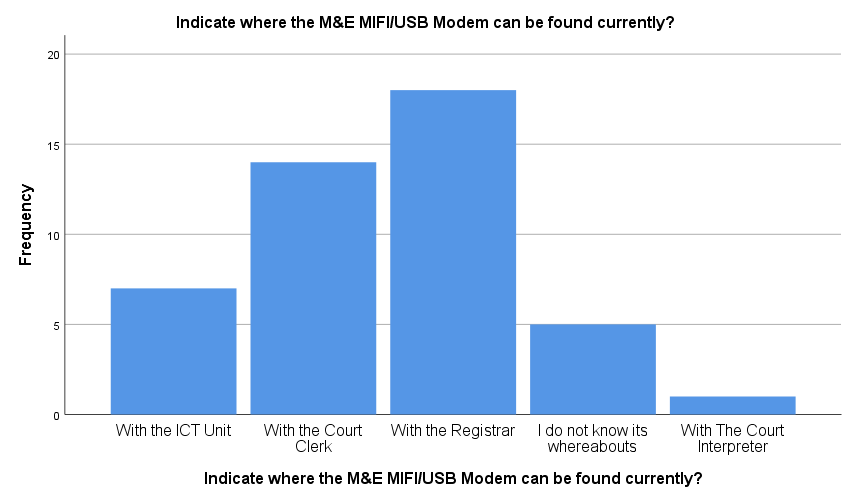 Indicate where the M&E MIFI/USB Modem can be found currently?
20
15
10
5
0
Frequency
With the ICT Unit
With the Court
Clerk
With the Registrar
I do not know its
whereabouts
With The Court
Interpreter
Indicate where the M&E MIFI/USB Modem can be found currently?